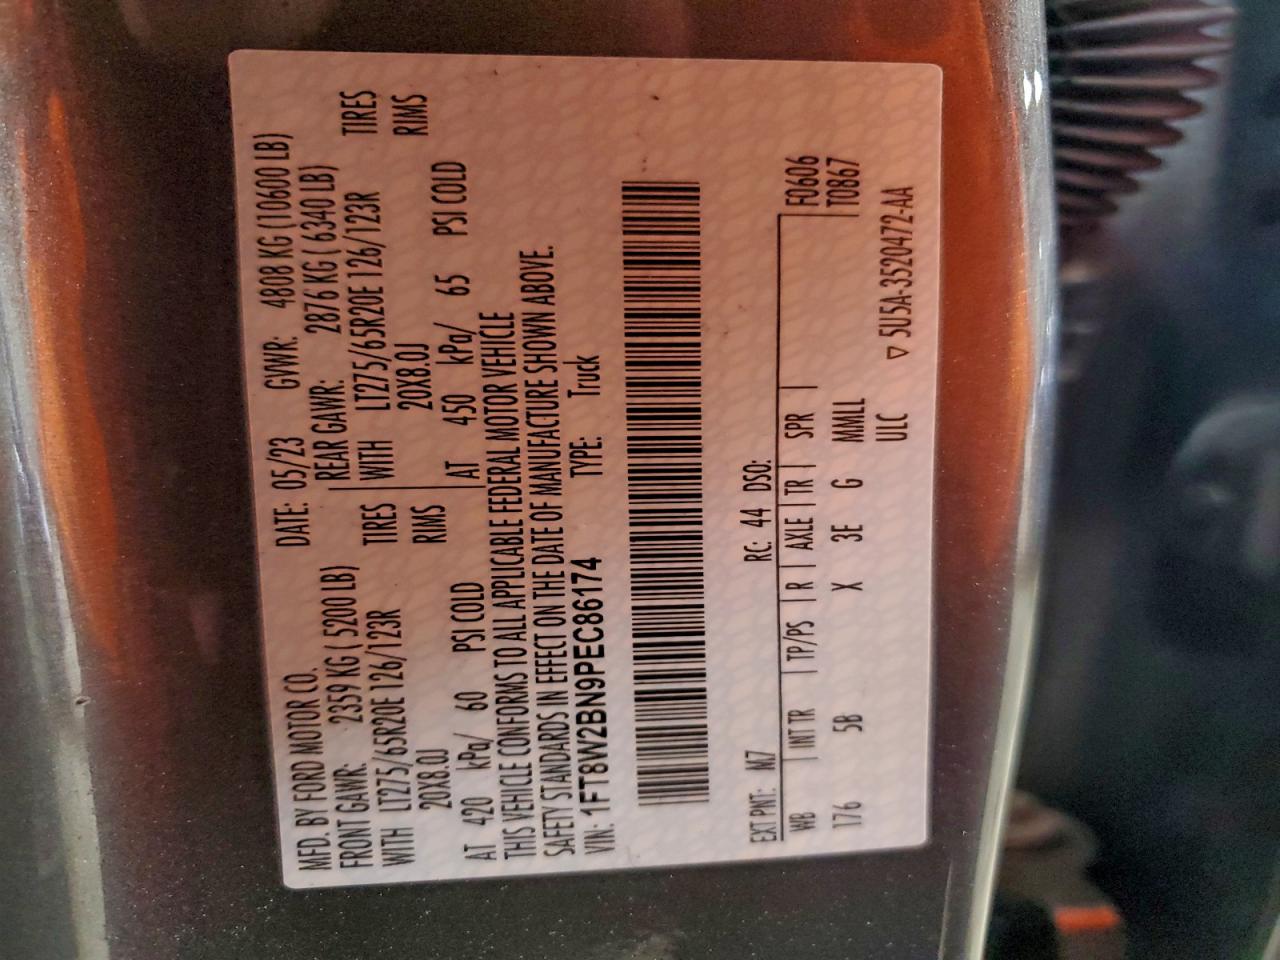 MFD. BY FORD MOTOR CO. DATE: 05/23 GVWR: 4808 KG (10600 LB)
FRONT GAWR: 2359 KG ( 5200 LB) REAR GAWR: 2876 KG ( 6340 LB)
WITH LT275/65R20E 126/123R TIRES WITH LT275/65R20E 126/123R TIRES
20X8.0J RIMS 20X8.0J RIMS
AT 420 kPa/ 60 PSI COLD AT 450 kPa/ 65 PSI COLD
THIS VEHICLE CONFORMS TO ALL APPLICABLE FEDERAL MOTOR VEHICLE
SAFETY STANDARDS IN EFFECT ON THE DATE OF MANUFACTURE SHOWN ABOVE.
VIN: 1FT8W2BN9PEC86174 TYPE: Truck
EXT PNT: M7 RC: 44 DSO:
WB INT TR TP/PS R AXLE TR SPR F0606
176 5B X 3E G MMLL T0867
ULC ▽ 5U5A-3520472-AA